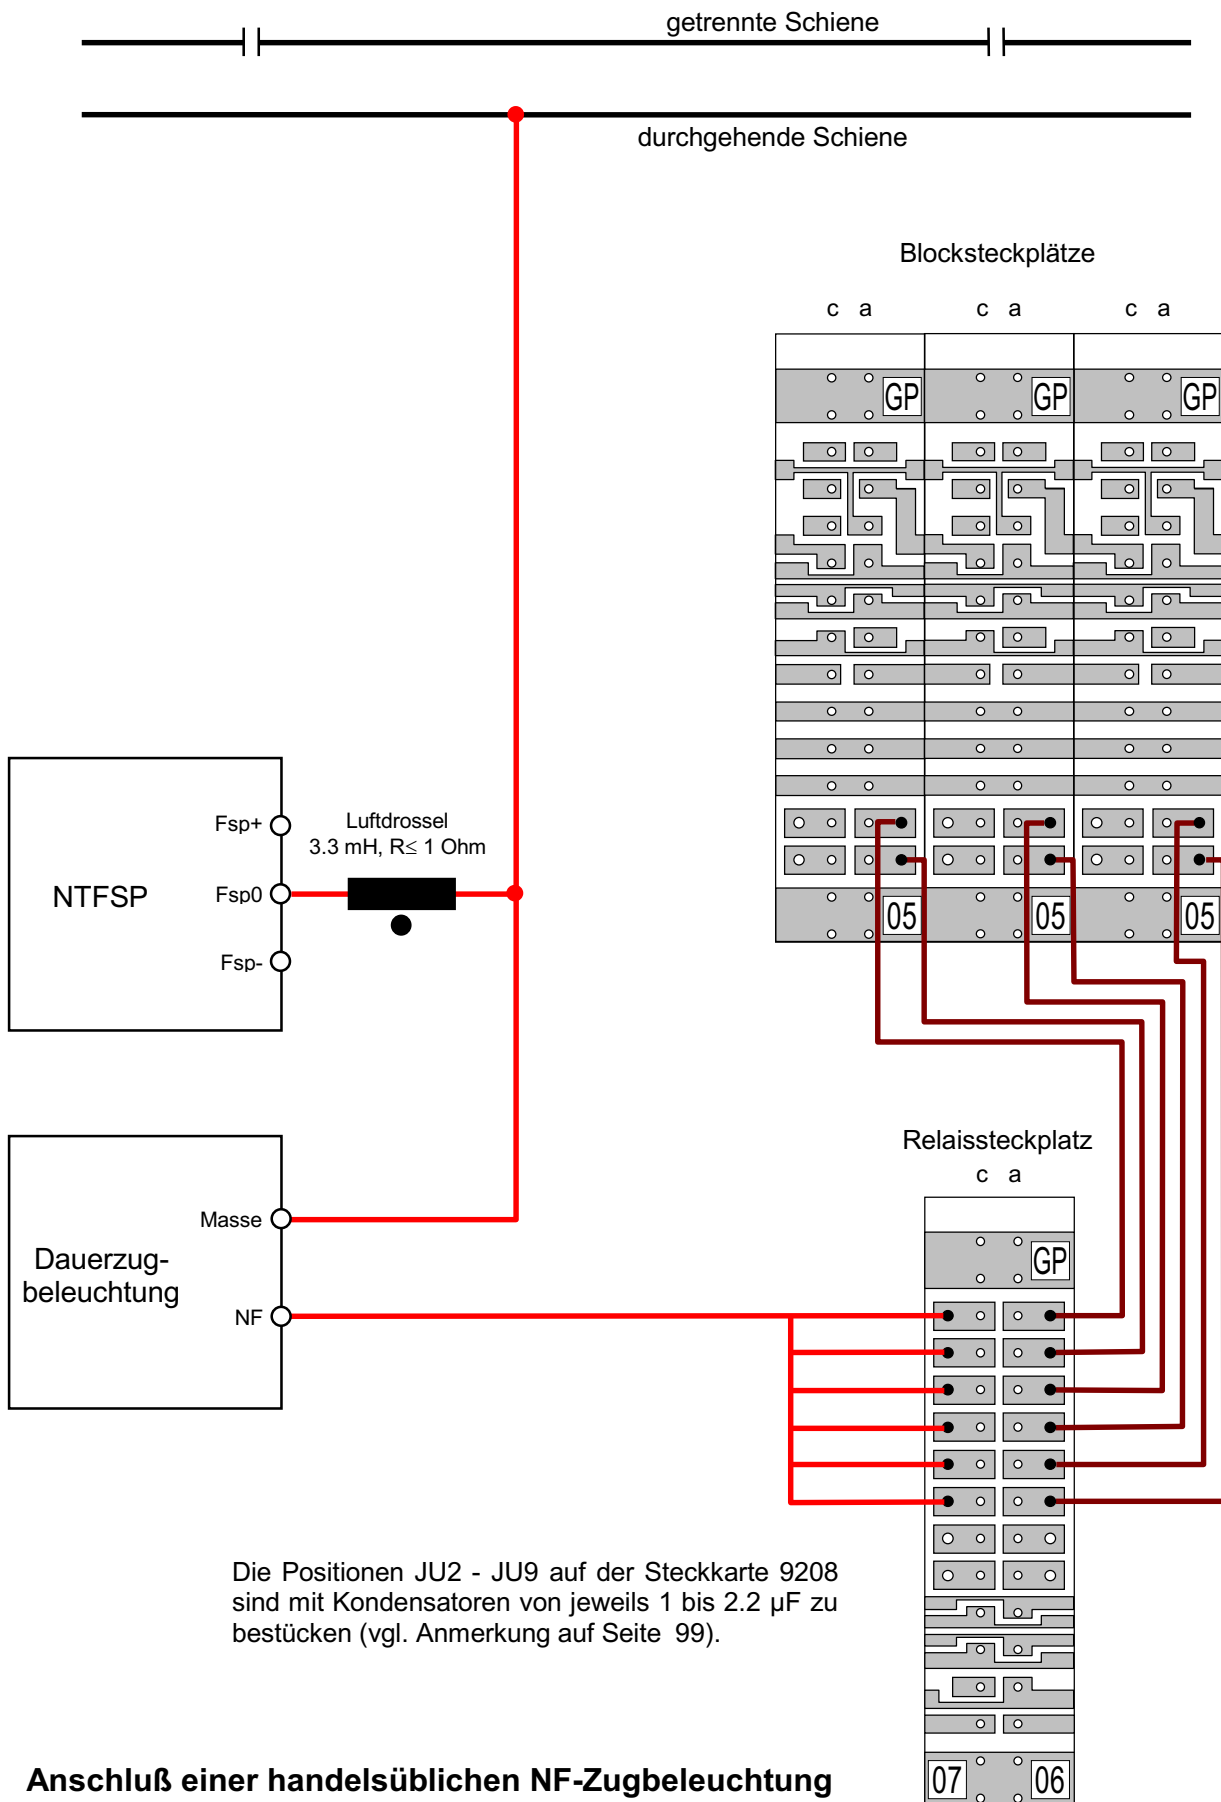 getrennte Schiene
durchgehende Schiene
Blocksteckplätze
c a c a c a
GP GP GP
Fsp+
Luftdrossel
3.3 mH, R≤ 1 Ohm
NTFSP
Fsp0
Fsp-
05 05 05
Relaissteckplatz
c a
Masse
Dauerzug-
beleuchtung
NF
GP
Die Positionen JU2 - JU9 auf der Steckkarte 9208
sind mit Kondensatoren von jeweils 1 bis 2.2 µF zu
bestücken (vgl. Anmerkung auf Seite 99).
Anschluß einer handelsüblichen NF-Zugbeleuchtung
07 06